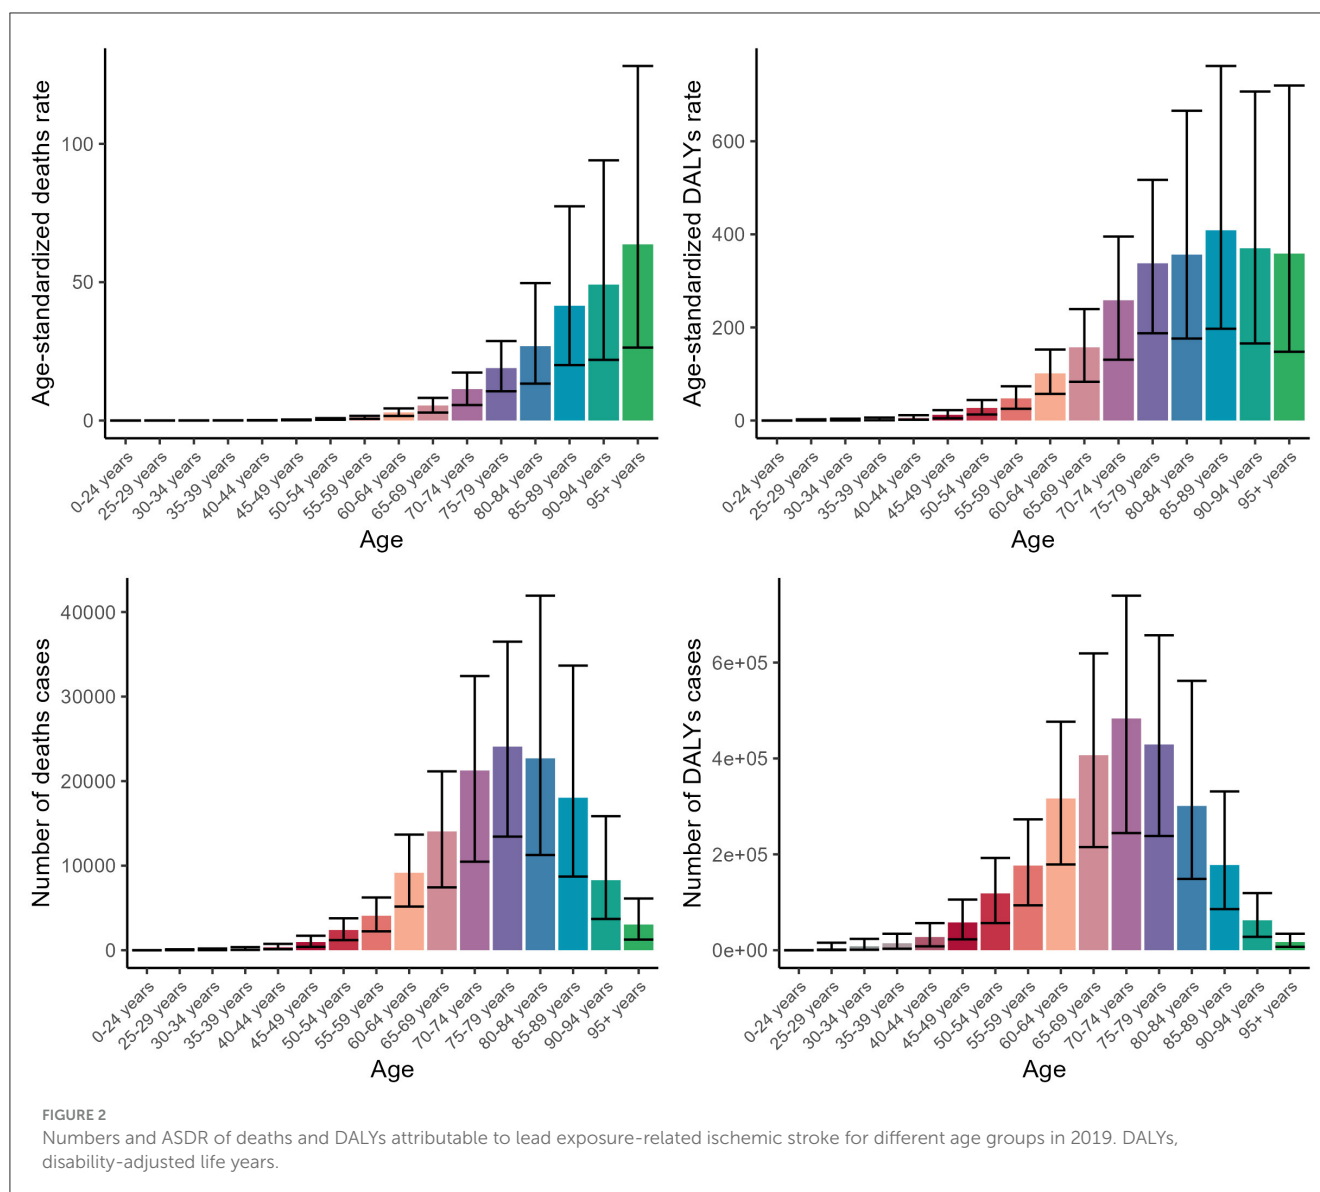 Age-standardized deaths rate
100
50
0
0-24 years
25-29 years
30-34 years
35-39 years
40-44 years
45-49 years
50-54 years
55-59 years
60-64 years
65-69 years
70-74 years
75-79 years
80-84 years
85-89 years
90-94 years
95+ years
Age
Age-standardized DALYs rate
600
400
200
0
0-24 years
25-29 years
30-34 years
35-39 years
40-44 years
45-49 years
50-54 years
55-59 years
60-64 years
65-69 years
70-74 years
75-79 years
80-84 years
85-89 years
90-94 years
95+ years
Age
Number of deaths cases
40000
30000
20000
10000
0
0-24 years
25-29 years
30-34 years
35-39 years
40-44 years
45-49 years
50-54 years
55-59 years
60-64 years
65-69 years
70-74 years
75-79 years
80-84 years
85-89 years
90-94 years
95+ years
Age
Number of DALYs cases
6e+05
4e+05
2e+05
0e+00
0-24 years
25-29 years
30-34 years
35-39 years
40-44 years
45-49 years
50-54 years
55-59 years
60-64 years
65-69 years
70-74 years
75-79 years
80-84 years
85-89 years
90-94 years
95+ years
Age
FIGURE 2
Numbers and ASDR of deaths and DALYs attributable to lead exposure-related ischemic stroke for different age groups in 2019. DALYs,
disability-adjusted life years.